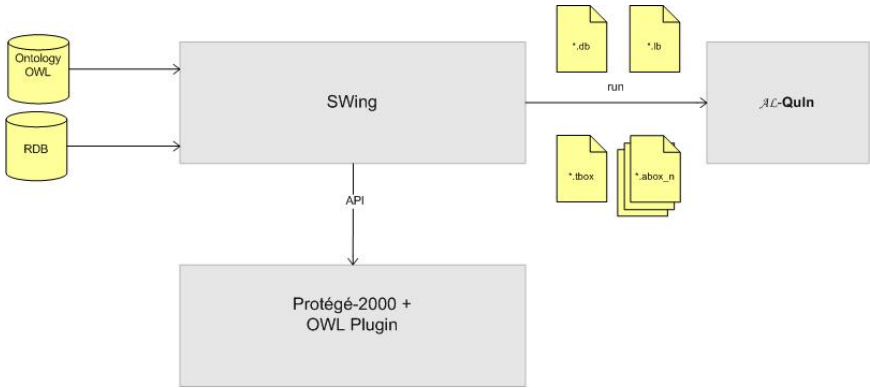 Ontology
OWL
RDB
SWing
*.db
*.lb
run
*.tbox
*.abox_n
AL-QuIn
API
Protégé-2000 +
OWL Plugin